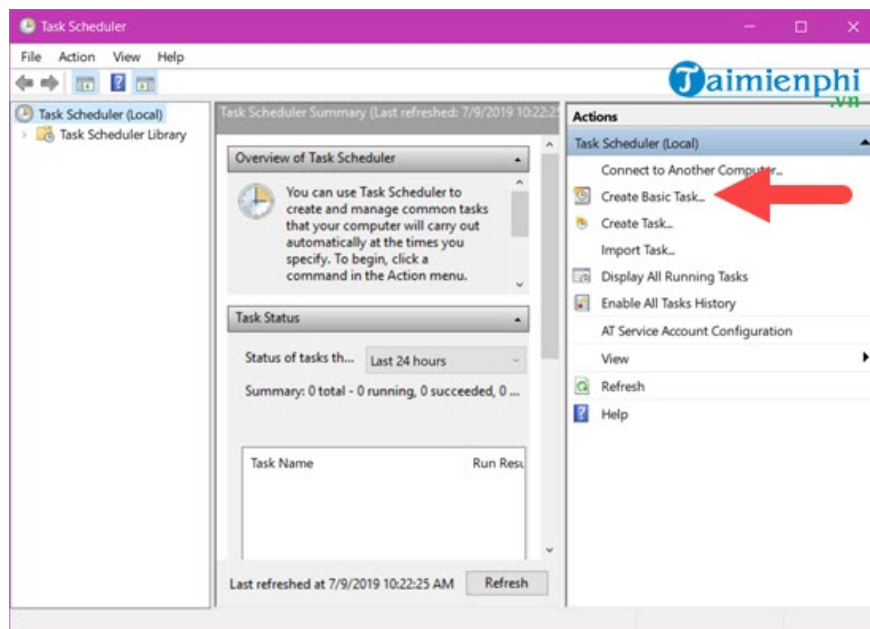 Task Scheduler
File Action View Help
Taimienphi
.vn
Task Scheduler (Local)
Task Scheduler Library
Task Scheduler Summary (Last refreshed: 7/9/2019 10:22:25
Overview of Task Scheduler
You can use Task Scheduler to
create and manage common tasks
that your computer will carry out
automatically at the times you
specify. To begin, click a
command in the Action menu.
Task Status
Status of tasks th... Last 24 hours
Summary: 0 total - 0 running, 0 succeeded, 0 ...
Task Name Run Resu
Last refreshed at 7/9/2019 10:22:25 AM Refresh
Actions
Task Scheduler (Local)
Connect to Another Computer...
Create Basic Task...
Create Task...
Import Task...
Display All Running Tasks
Enable All Tasks History
AT Service Account Configuration
View
Refresh
Help